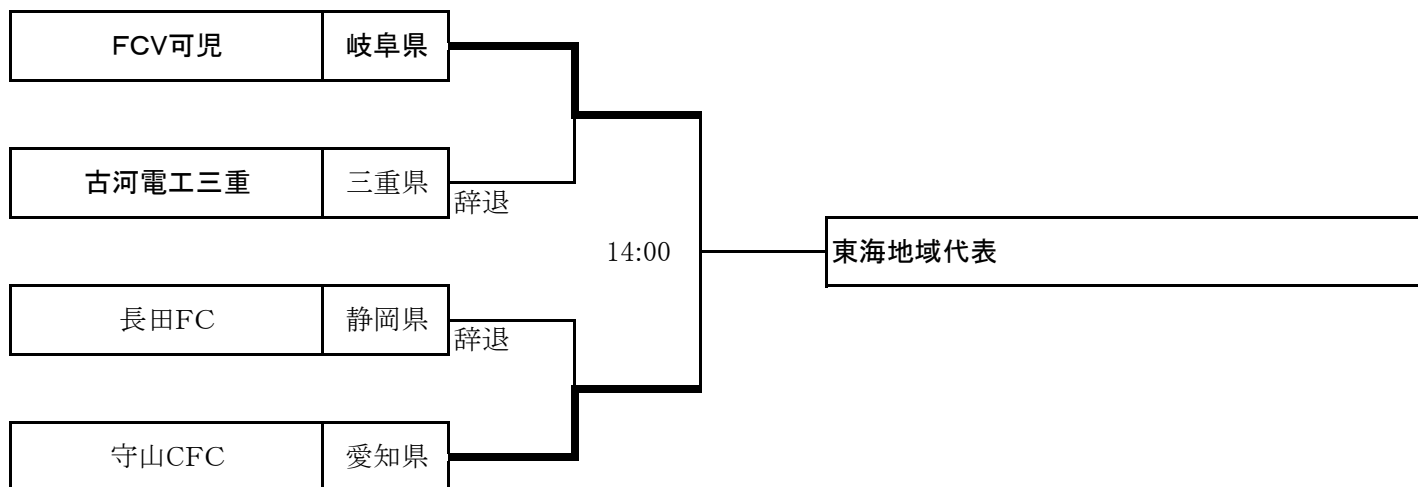 FCV可児 岐阜県
古河電工三重 三重県
辞退
14:00
東海地域代表
長田FC 静岡県
辞退
守山CFC 愛知県